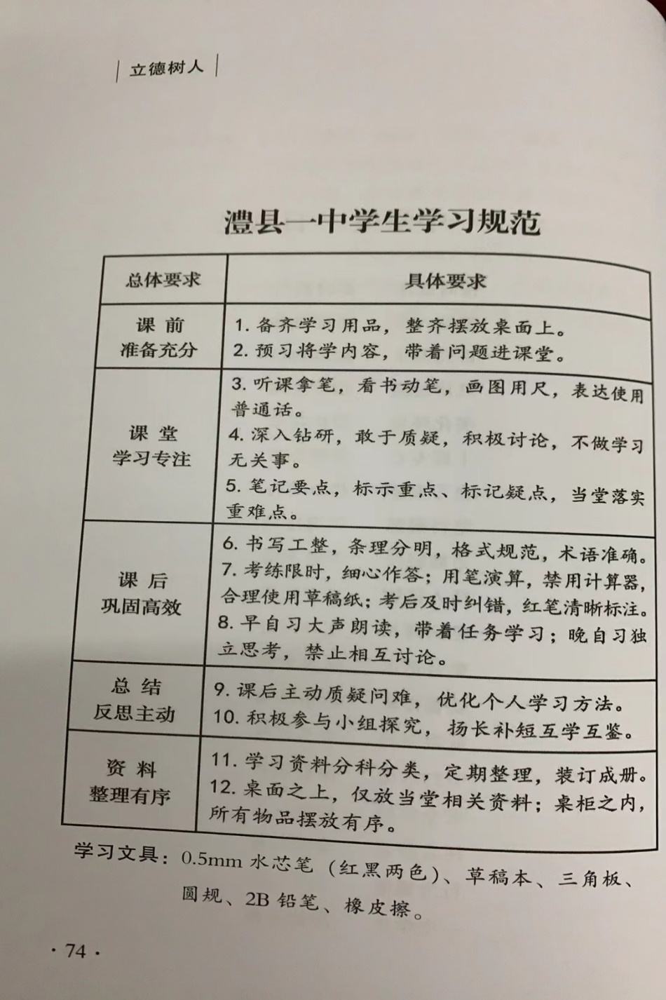 立德树人
澧县一中学生学习规范
总体要求
具体要求
课 前
准备充分
1. 备齐学习用品，整齐摆放桌面上。
2. 预习将学内容，带着问题进课堂。
课 堂
学习专注
3. 听课拿笔，看书动笔，画图用尺，表达使用
普通话。
4. 深入钻研，敢于质疑，积极讨论，不做学习
无关事。
5. 笔记要点，标示重点、标记疑点，当堂落实
重难点。
课 后
巩固高效
6. 书写工整，条理分明，格式规范，术语准确。
7. 考练限时，细心作答；用笔演算，禁用计算器，
合理使用草稿纸；考后及时纠错，红笔清晰标注。
8. 早自习大声朗读，带着任务学习；晚自习独
立思考，禁止相互讨论。
总 结
反思主动
9. 课后主动质疑问难，优化个人学习方法。
10. 积极参与小组探究，扬长补短互学互鉴。
资 料
整理有序
11. 学习资料分科分类，定期整理，装订成册。
12. 桌面之上，仅放当堂相关资料；桌柜之内，
所有物品摆放有序。
学习文具：0.5mm 水芯笔（红黑两色）、草稿本、三角板、
圆规、2B 铅笔、橡皮擦。
· 74 ·